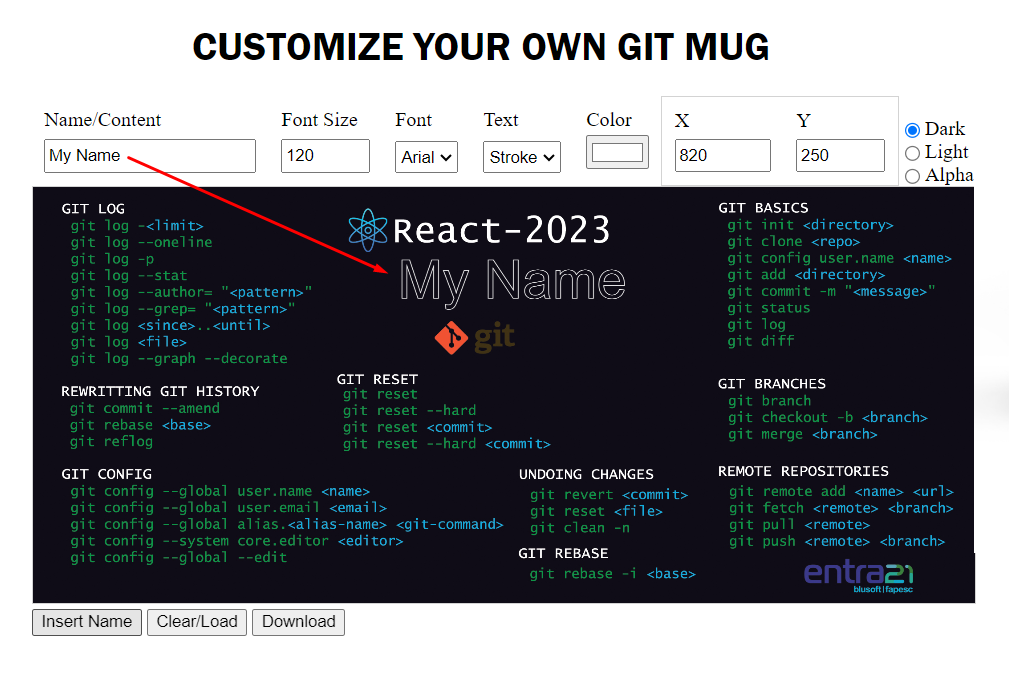 CUSTOMIZE YOUR OWN GIT MUG
Name/Content
My Name
Font Size
120
Font
Arial
Text
Stroke
Color
X
820
Y
250
Dark
Light
Alpha
GIT LOG
git log -<limit>
git log --oneline
git log -p
git log --stat
git log --author= "<pattern>"
git log --grep= "<pattern>"
git log <since>..<until>
git log <file>
git log --graph --decorate
REWRITTING GIT HISTORY
git commit --amend
git rebase <base>
git reflog
GIT CONFIG
git config --global user.name <name>
git config --global user.email <email>
git config --global alias.<alias-name> <git-command>
git config --system core.editor <editor>
git config --global --edit
React-2023
My Name
git
GIT RESET
git reset
git reset --hard
git reset <commit>
git reset --hard <commit>
UNDOING CHANGES
git revert <commit>
git reset <file>
git clean -n
GIT REBASE
git rebase -i <base>
GIT BASICS
git init <directory>
git clone <repo>
git config user.name <name>
git add <directory>
git commit -m "<message>"
git status
git log
git diff
GIT BRANCHES
git branch
git checkout -b <branch>
git merge <branch>
REMOTE REPOSITORIES
git remote add <name> <url>
git fetch <remote> <branch>
git pull <remote>
git push <remote> <branch>
entra21
blusoft|fapesc
Insert Name
Clear/Load
Download